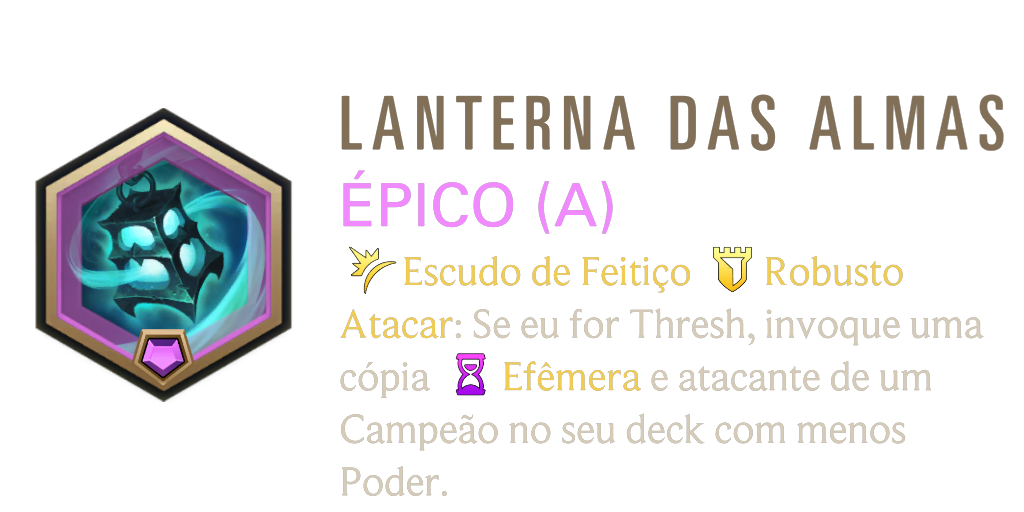 LANTERNA DAS ALMAS
ÉPICO (A)
Escudo de Feitiço Robusto
Atacar: Se eu for Thresh, invoque uma
cópia Efêmera e atacante de um
Campeão no seu deck com menos
Poder.